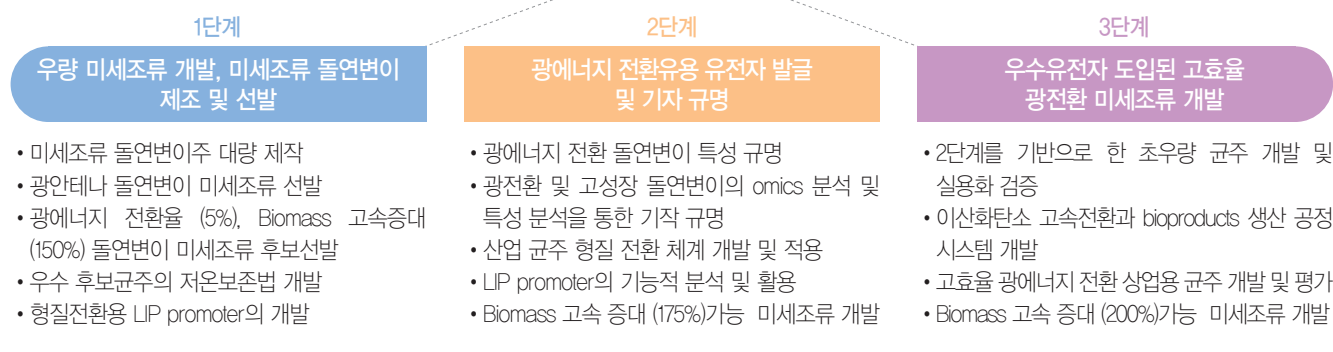 1단계
우량 미세조류 개발, 미세조류 돌연변이
제조 및 선발
• 미세조류 돌연변이주 대량 제작
• 광안테나 돌연변이 미세조류 선발
• 광에너지 전환율 (5%), Biomass 고속증대
(150%) 돌연변이 미세조류 후보선발
• 우수 후보균주의 저온보존법 개발
• 형질전환용 LIP promoter의 개발
2단계
광에너지 전환유용 유전자 발글
및 기자 규명
• 광에너지 전환 돌연변이 특성 규명
• 광전환 및 고성장 돌연변이의 omics 분석 및
특성 분석을 통한 기작 규명
• 산업 균주 형질 전환 체계 개발 및 적용
• LIP promoter의 기능적 분석 및 활용
• Biomass 고속 증대 (175%)가능 미세조류 개발
3단계
우수유전자 도입된 고효율
광전환 미세조류 개발
• 2단계를 기반으로 한 초우량 균주 개발 및
실용화 검증
• 이산화탄소 고속전환과 bioproducts 생산 공정
시스템 개발
• 고효율 광에너지 전환 상업용 균주 개발 및 평가
• Biomass 고속 증대 (200%)가능 미세조류 개발